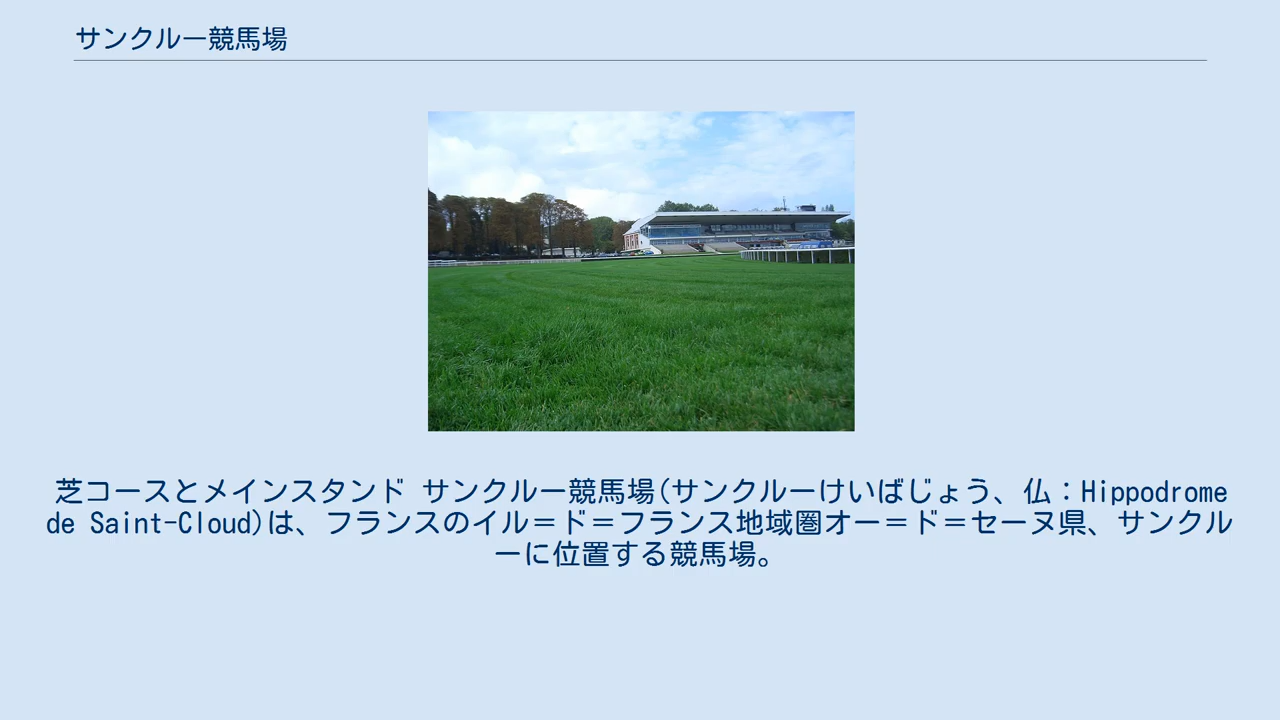 サンクルー競馬場
芝コースとメインスタンド サンクルー競馬場(サンクルーけいばじょう、仏：Hippodrome
de Saint-Cloud)は、フランスのイル＝ド＝フランス地域圏オー＝ド＝セーヌ県、サンクル
ーに位置する競馬場。